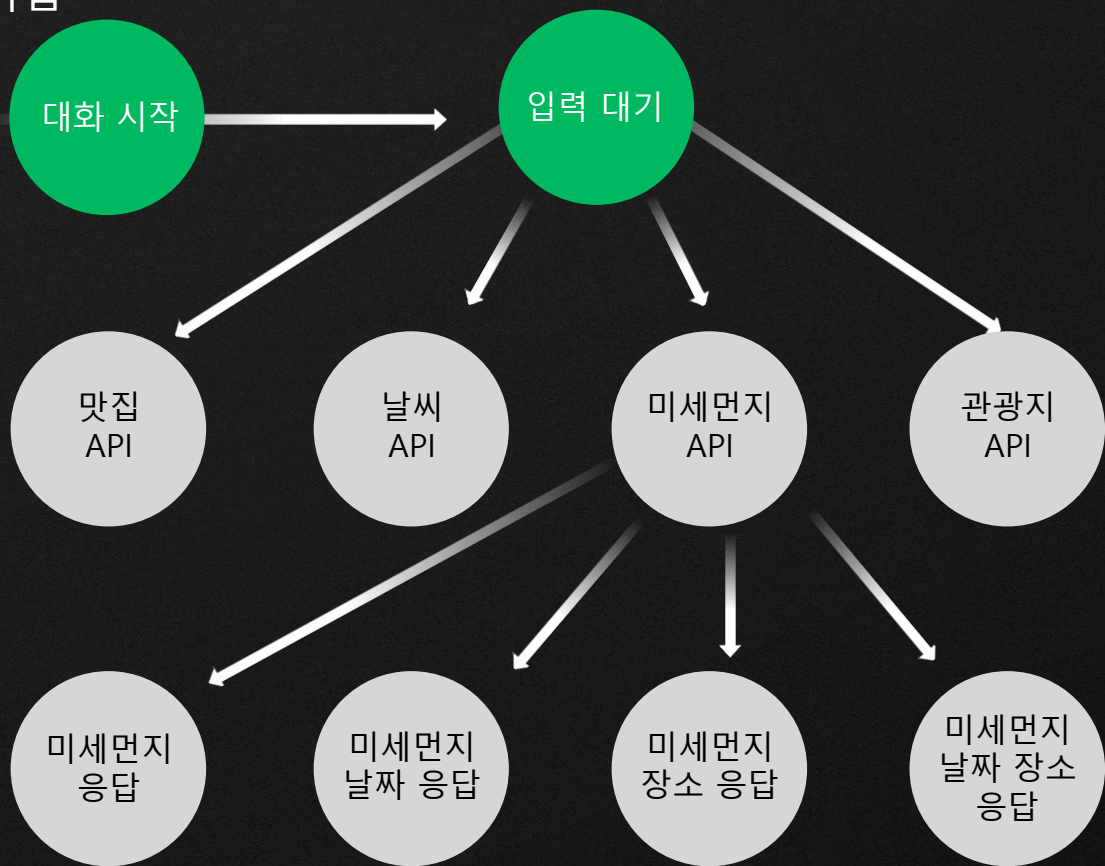 대화 시작
입력 대기
맛집
API
날씨
API
미세먼지
API
관광지
API
미세먼지
응답
미세먼지
날짜 응답
미세먼지
장소 응답
미세먼지
날짜 장소
응답